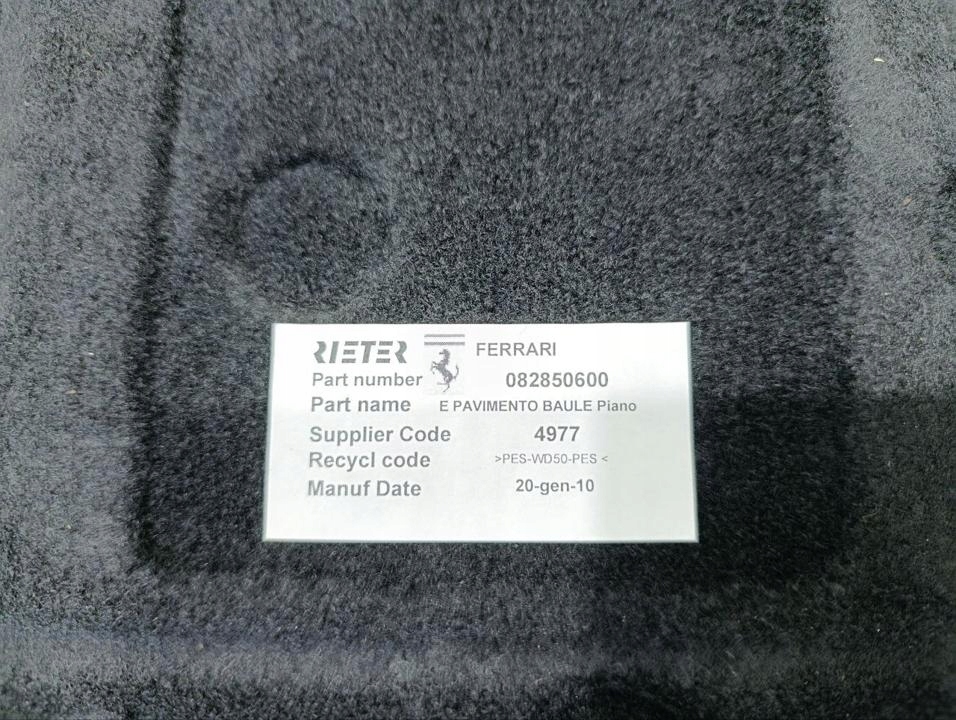 RIETER FERRARI
Part number 082850600
Part name E PAVIMENTO BAULE Piano
Supplier Code 4977
Recycl code >PES-WD50-PES <
Manuf Date 20-gen-10